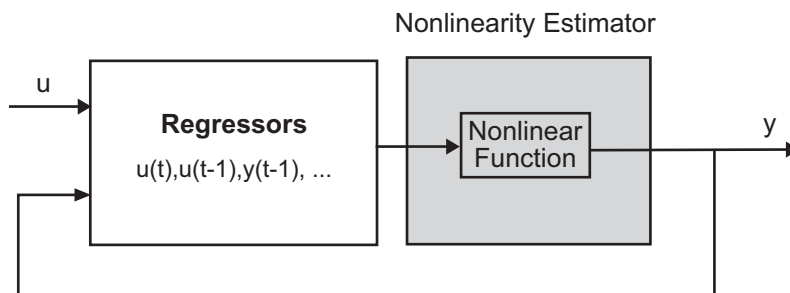 Nonlinearity Estimator
u
Regressors
u(t),u(t-1),y(t-1), ...
Nonlinear
Function
y